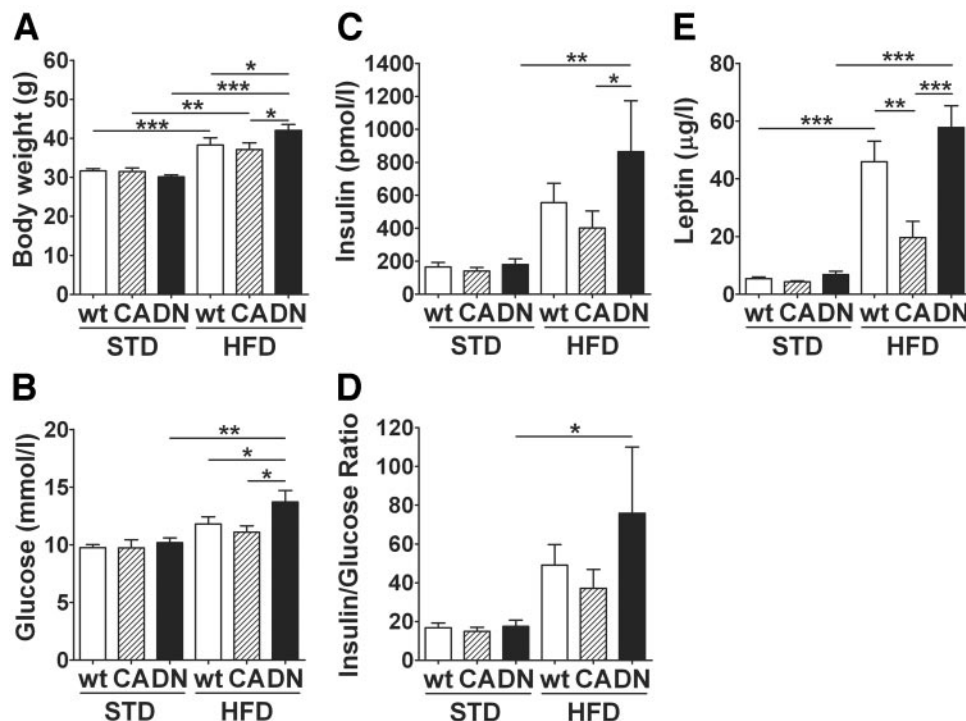 A
Body weight (g)
60
50
40
30
20
10
0
*
***
**
*
***
wt CA DN wt CA DN
STD HFD
B
Glucose (mmol/l)
20
15
10
5
0
**
*
*
wt CA DN wt CA DN
STD HFD
C
Insulin (pmol/l)
1400
1200
1000
800
600
400
200
0
**
*
wt CA DN wt CA DN
STD HFD
D
Insulin/Glucose Ratio
120
100
80
60
40
20
0
*
wt CA DN wt CA DN
STD HFD
E
Leptin (μg/l)
80
60
40
20
0
***
***
**
***
wt CA DN wt CA DN
STD HFD